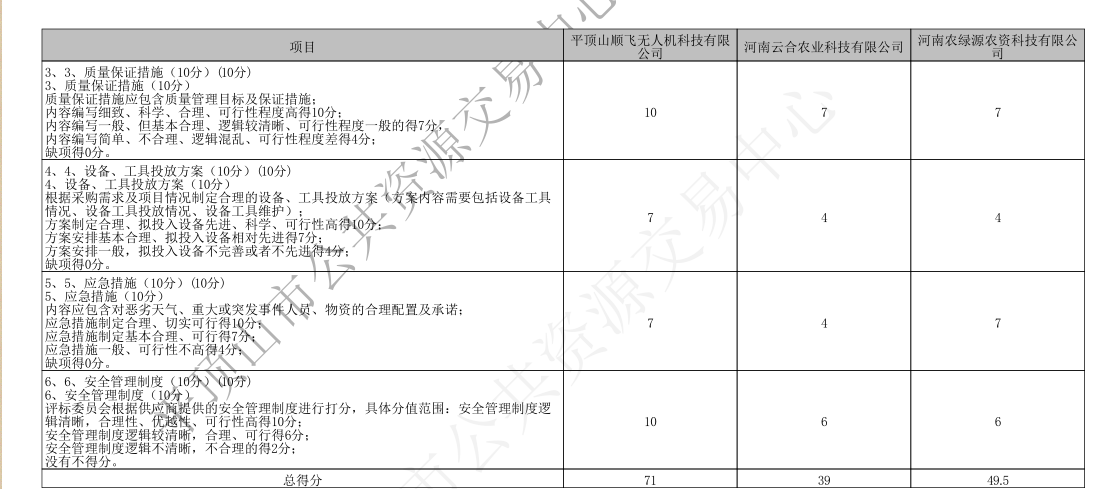 项目
平顶山顺飞无人机科技有限
公司
河南云合农业科技有限公司
河南农绿源农资科技有限公
司
3、3、质量保证措施（10分）(10分)
3、质量保证措施（10分）
质量保证措施应包含质量管理目标及保证措施；
内容编写细致、科学、合理、可行性程度高得10分；
内容编写一般、但基本合理、逻辑较清晰、可行性程度一般的得7分；
内容编写简单、不合理、逻辑混乱、可行性程度差得4分；
缺项得0分。
10
7
7
4、4、设备、工具投放方案（10分）(10分)
4、设备、工具投放方案（10分）
根据采购需求及项目情况制定合理的设备、工具投放方案（方案内容需要包括设备工具
情况、设备工具投放情况、设备工具维护）；
方案制定合理、拟投入设备先进、科学、可行性高得10分；
方案安排基本合理、拟投入设备相对先进得7分；
方案安排一般，拟投入设备不完善或者不先进得4分；
缺项得0分。
7
4
4
5、5、应急措施（10分）(10分)
5、应急措施（10分）
内容应包含对恶劣天气、重大或突发事件人员、物资的合理配置及承诺；
应急措施制定合理、切实可行得10分；
应急措施制定基本合理、可行得7分；
应急措施一般、可行性不高得4分；
缺项得0分。
7
4
7
6、6、安全管理制度（10分）(10分)
6、安全管理制度（10分）
评标委员会根据供应商提供的安全管理制度进行打分，具体分值范围：安全管理制度逻
辑清晰，合理性、优越性、可行性高得10分；
安全管理制度逻辑较清晰，合理、可行得6分；
安全管理制度逻辑不清晰，不合理的得2分；
没有不得分。
10
6
6
总得分
71
39
49.5
平顶山市公共资源交易中心
市公共资源交易中心